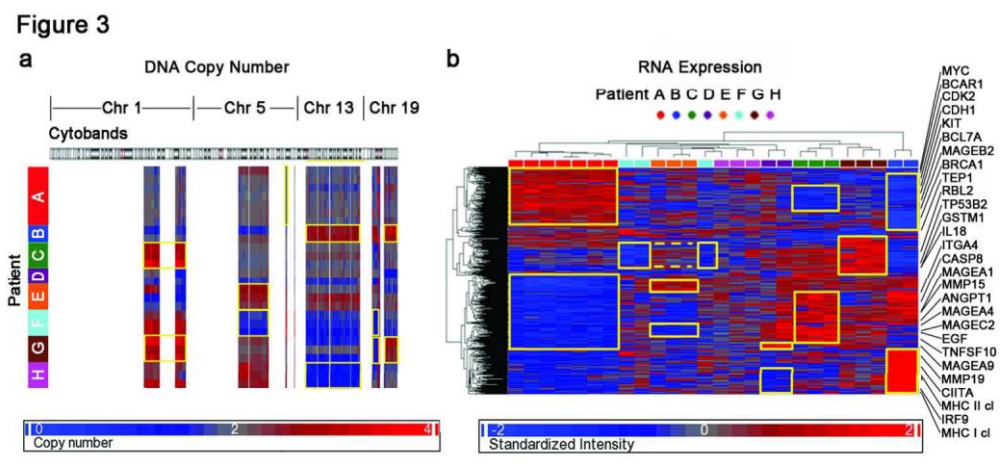 Figure 3
a
DNA Copy Number
Chr 1
Chr 5
Chr 13
Chr 19
Cytobands
Patient
A
B
C
D
E
F
G
H
0
2
4
Copy number
b
RNA Expression
Patient A B C D E F G H
-2
0
2
Standardized Intensity
MYC
BCAR1
CDK2
CDH1
KIT
BCL7A
MAGEB2
BRCA1
TEP1
RBL2
TP53B2
GSTM1
IL18
ITGA4
CASP8
MAGEA1
MMP15
ANGPT1
MAGEA4
MAGEC2
EGF
TNFSF10
MAGEA9
MMP19
CIITA
MHC II cl
IRF9
MHC I cl